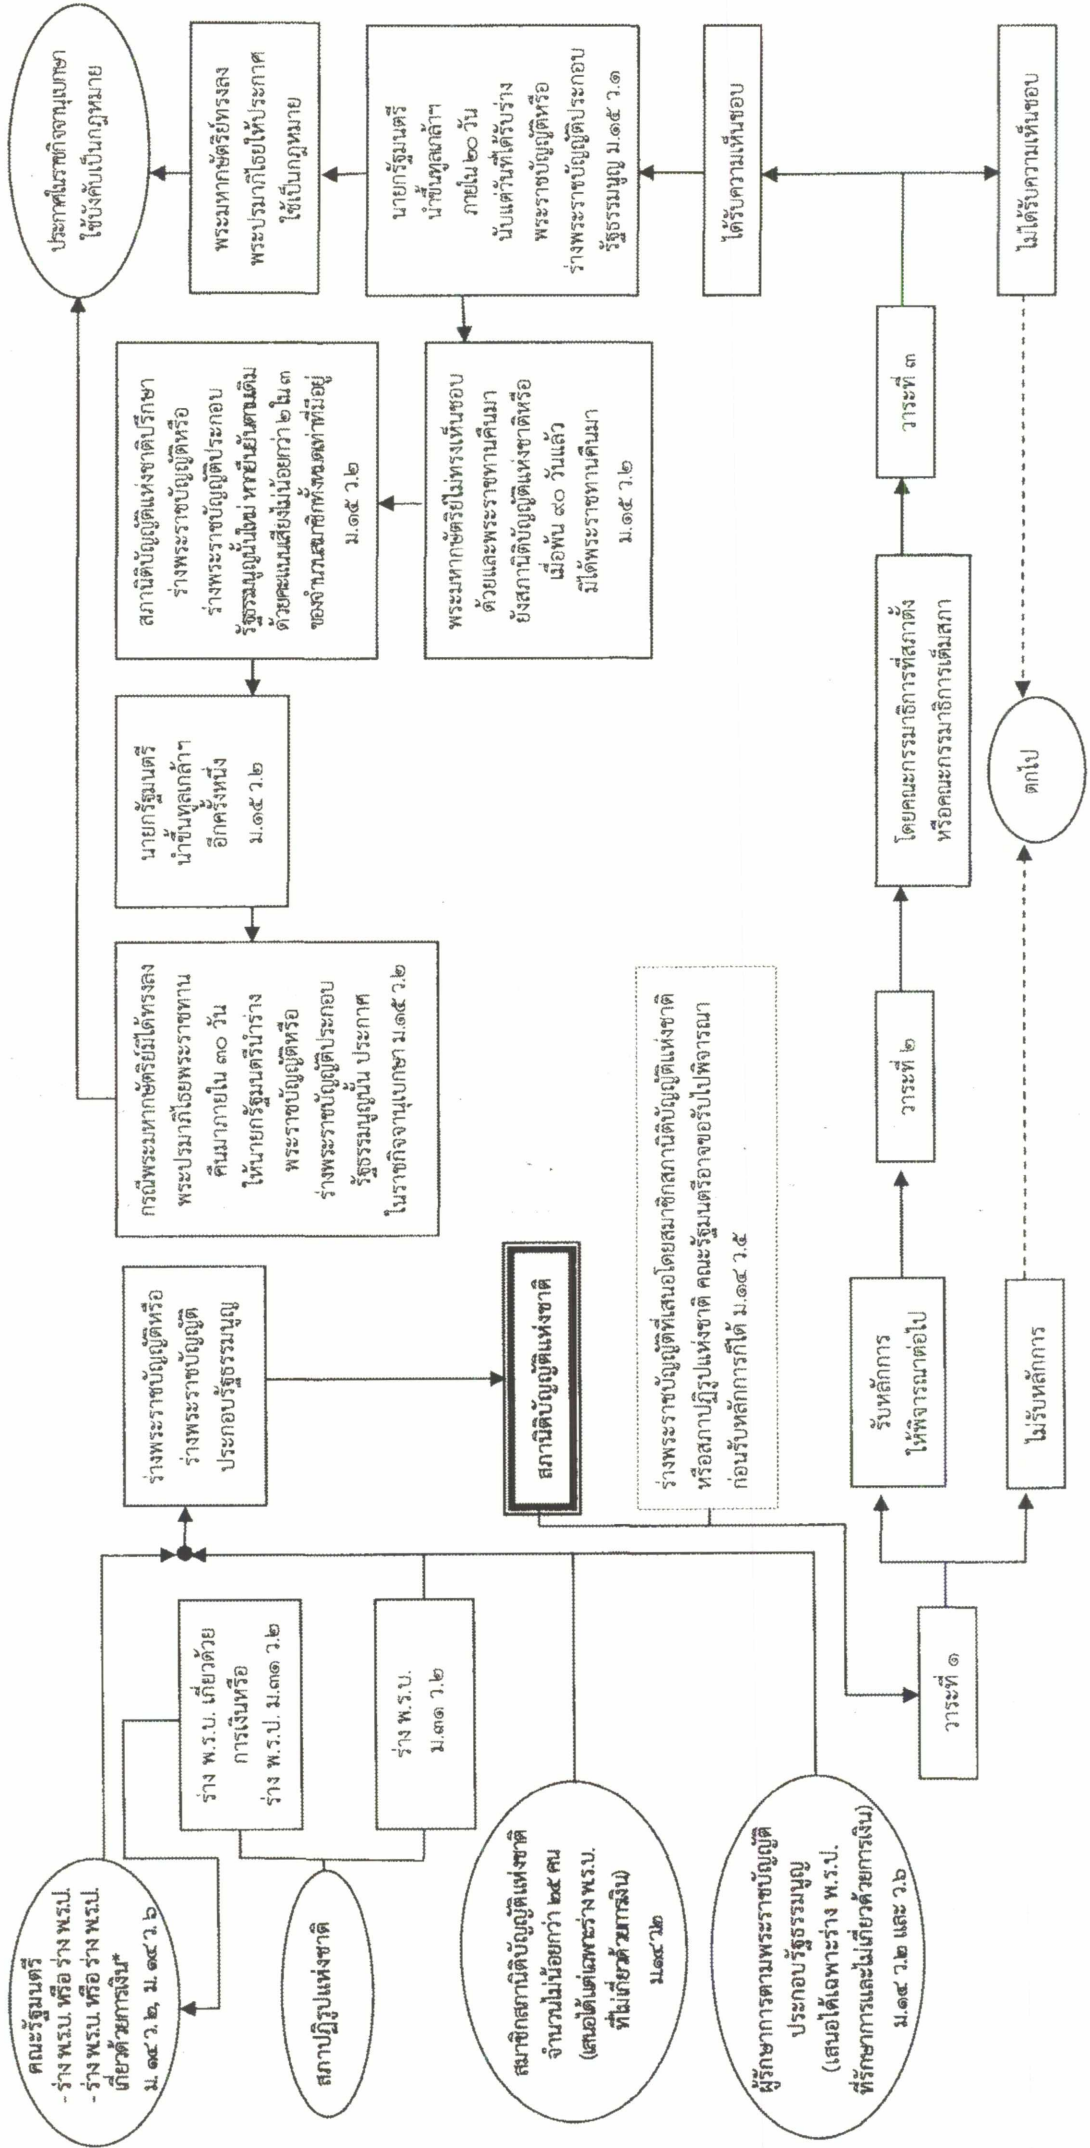 คณะรัฐมนตรี
- ร่าง พ.ร.บ. หรือ ร่าง พ.ร.ป.
- ร่าง พ.ร.บ. หรือ ร่าง พ.ร.ป.
เกี่ยวด้วยการเงิน*
ม. ๑๔ ว. ๒, ม. ๑๔ ว. ๖
สภาปฏิรูปแห่งชาติ
สมาชิกสภานิติบัญญัติแห่งชาติ
จำนวนไม่น้อยกว่า ๒๕ คน
(เสนอได้แต่เฉพาะร่าง พ.ร.บ.
ที่ไม่เกี่ยวด้วยการเงิน)
ม.๑๔ ว.๒
ผู้รักษาการตามพระราชบัญญัติ
ประกอบรัฐธรรมนูญ
(เสนอได้เฉพาะร่าง พ.ร.ป.
ที่รักษาการและไม่เกี่ยวด้วยการเงิน)
ม.๑๔ ว.๒ และ ว.๖
ร่าง พ.ร.บ. เกี่ยวด้วย
การเงินหรือ
ร่าง พ.ร.ป. ม.๓๑ ว.๒
ร่าง พ.ร.บ.
ม.๓๑ ว.๒
ร่างพระราชบัญญัติหรือ
ร่างพระราชบัญญัติ
ประกอบรัฐธรรมนูญ
สภานิติบัญญัติแห่งชาติ
ร่างพระราชบัญญัติที่เสนอโดยสมาชิกสภานิติบัญญัติแห่งชาติ
หรือสภาปฏิรูปแห่งชาติ คณะรัฐมนตรีอาจขอรับไปพิจารณา
ก่อนรับหลักการก็ได้ ม.๑๔ ว.๕
วาระที่ ๑
รับหลักการ
ให้พิจารณาต่อไป
ไม่รับหลักการ
วาระที่ ๒
โดยคณะกรรมาธิการที่สภาตั้ง
หรือคณะกรรมาธิการเต็มสภา
ตกไป
วาระที่ ๓
ได้รับความเห็นชอบ
ไม่ได้รับความเห็นชอบ
นายกรัฐมนตรี
นำขึ้นทูลเกล้าฯ
ภายใน ๒๐ วัน
นับแต่วันที่ได้รับร่าง
พระราชบัญญัติหรือ
ร่างพระราชบัญญัติประกอบ
รัฐธรรมนูญ ม.๑๕ ว.๑
พระมหากษัตริย์ทรงลง
พระปรมาภิไธยให้ประกาศ
ใช้เป็นกฎหมาย
ประกาศในราชกิจจานุเบกษา
ใช้บังคับเป็นกฎหมาย
พระมหากษัตริย์ไม่ทรงเห็นชอบ
ด้วยและพระราชทานคืนมา
ยังสภานิติบัญญัติแห่งชาติหรือ
เมื่อพ้น ๙๐ วันแล้ว
มิได้พระราชทานคืนมา
ม.๑๕ ว.๒
สภานิติบัญญัติแห่งชาติปรึกษา
ร่างพระราชบัญญัติหรือ
ร่างพระราชบัญญัติประกอบ
รัฐธรรมนูญนั้นใหม่ หากยืนยันตามเดิม
ด้วยคะแนนเสียงไม่น้อยกว่า ๒ ใน ๓
ของจำนวนสมาชิกทั้งหมดเท่าที่มีอยู่
ม.๑๕ ว.๒
นายกรัฐมนตรี
นำขึ้นทูลเกล้าฯ
อีกครั้งหนึ่ง
ม.๑๕ ว.๒
กรณีพระมหากษัตริย์มิได้ทรงลง
พระปรมาภิไธยพระราชทาน
คืนมาภายใน ๓๐ วัน
ให้นายกรัฐมนตรีนำร่าง
พระราชบัญญัติหรือ
ร่างพระราชบัญญัติประกอบ
รัฐธรรมนูญนั้น ประกาศ
ในราชกิจจานุเบกษา ม.๑๕ ว.๒